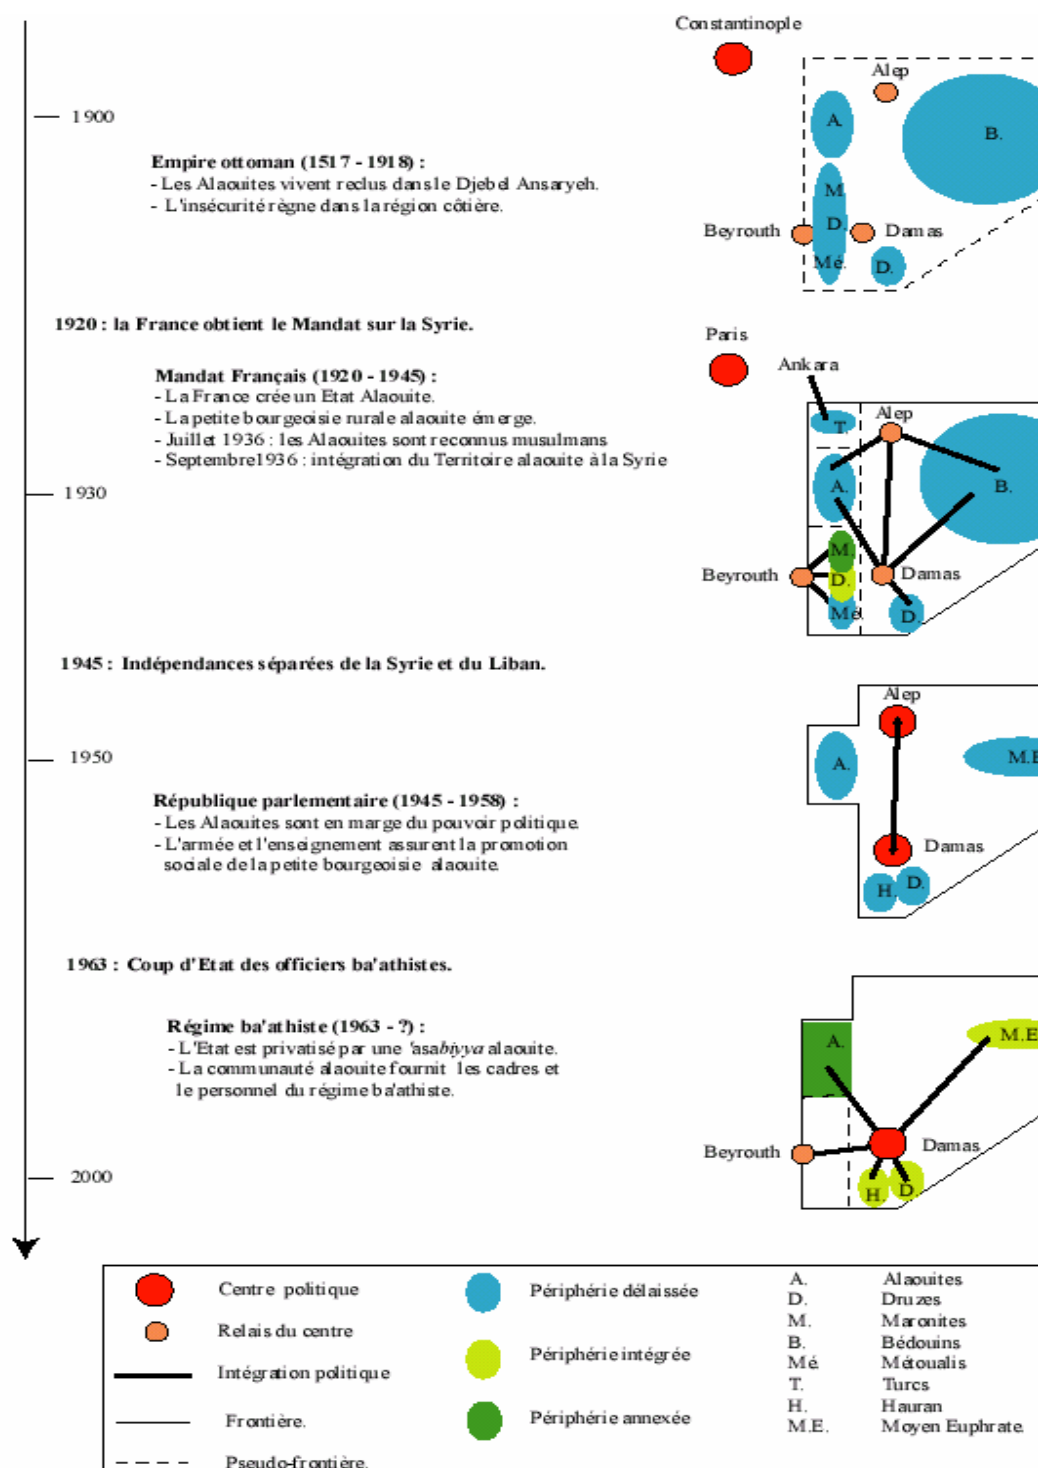 Constantinople
Alep
1900
A.
B.
Empire ottoman (1517 - 1918) :
- Les Alaouites vivent reclus dans le Djebel Ansaryeh.
- L'insécurité règne dans la région côtière.
M.
D.
Beyrouth
Damas
Mé.
D.
1920 : la France obtient le Mandat sur la Syrie.
Paris
Ankara
Mandat Français (1920 - 1945) :
- La France crée un Etat Alaouite.
- La petite bourgeoisie rurale alaouite émerge.
- Juillet 1936 : les Alaouites sont reconnus musulmans
- Septembre1936 : intégration du Territoire alaouite à la Syrie
Alep
T.
A.
B.
1930
M.
Beyrouth
D.
Damas
Mé.
D.
1945 : Indépendances séparées de la Syrie et du Liban.
Alep
1950
A.
M.E
République parlementaire (1945 - 1958) :
- Les Alaouites sont en marge du pouvoir politique.
- L'armée et l'enseignement assurent la promotion
sociale de la petite bourgeoisie alaouite.
Damas
H.
D.
1963 : Coup d'Etat des officiers ba'athistes.
Régime ba'athiste (1963 - ?) :
- L'Etat est privatisé par une 'asabiyya alaouite.
- La communauté alaouite fournit les cadres et
le personnel du régime ba'athiste.
A.
M.E
Beyrouth
Damas
2000
H.
D.
Centre politique
Relais du centre
Intégration politique
Frontière.
Pseudo-frontière.
Périphérie délaissée
Périphérie intégrée
Périphérie annexée
A. Alaouites
D. Druzes
M. Maronites
B. Bédouins
Mé. Métoualis
T. Turcs
H. Hauran
M.E. Moyen Euphrate.